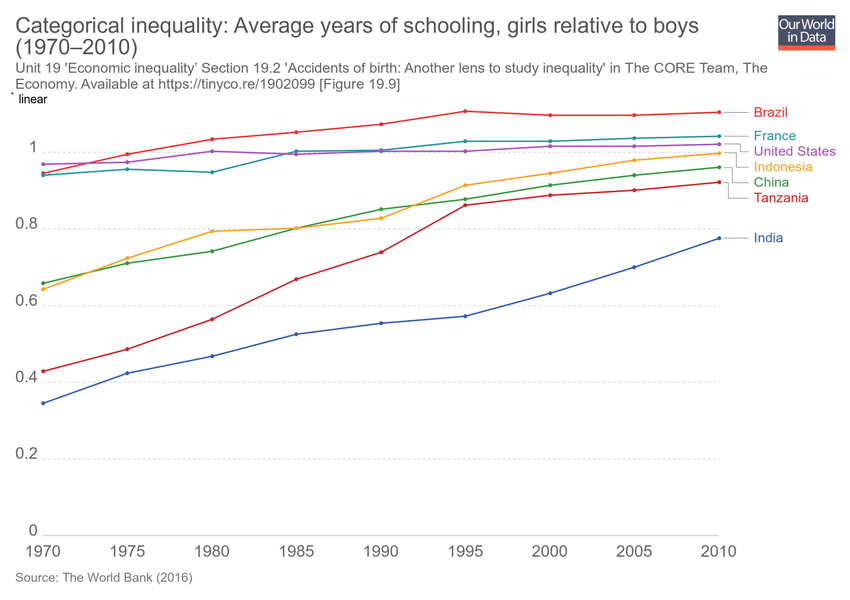 Categorical inequality: Average years of schooling, girls relative to boys
(1970–2010)
Our World
in Data
Unit 19 'Economic inequality' Section 19.2 'Accidents of birth: Another lens to study inequality' in The CORE Team, The
Economy. Available at https://tinyco.re/1902099 [Figure 19.9]
linear
Brazil
1
France
United States
Indonesia
China
Tanzania
0.8
India
0.6
0.4
0.2
0
1970 1975 1980 1985 1990 1995 2000 2005 2010
Source: The World Bank (2016)